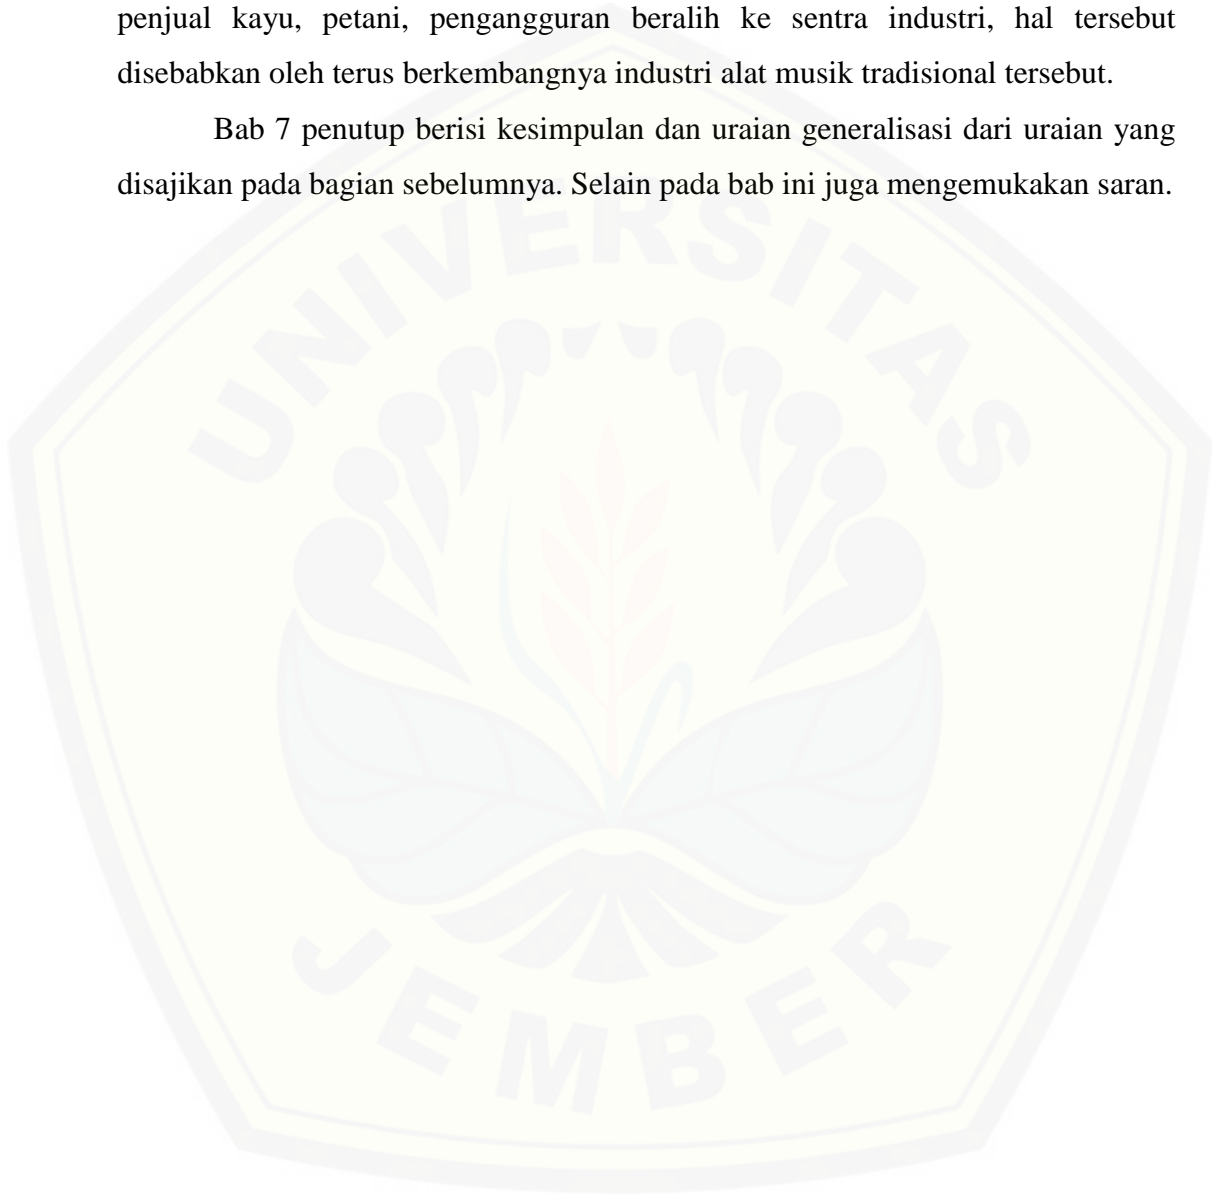 penjual kayu, petani, pengangguran beralih ke sentra industri, hal tersebut
disebabkan oleh terus berkembangnya industri alat musik tradisional tersebut.
Bab 7 penutup berisi kesimpulan dan uraian generalisasi dari uraian yang
disajikan pada bagian sebelumnya. Selain pada bab ini juga mengemukakan saran.
UNIVERSITAS
JEMBER